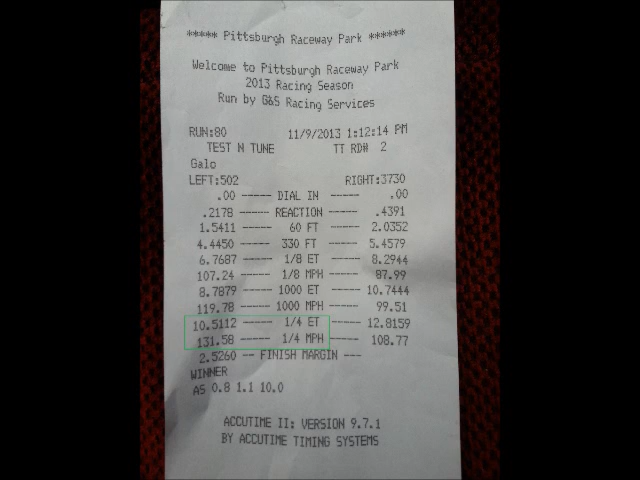 ***** Pittsburgh Raceway Park ******
Welcome to Pittsburgh Raceway Park
2013 Racing Season
Run by G&S Racing Services
RUN:80 11/9/2013 1:12:14 PM
TEST N TUNE TT RD# 2
Galo
LEFT:502 RIGHT:3730
.00 ----- DIAL IN ----- .00
.2178 ----- REACTION ----- .4391
1.5411 ----- 60 FT ----- 2.0352
4.4450 ----- 330 FT ----- 5.4579
6.7687 ----- 1/8 ET ----- 8.2944
107.24 ----- 1/8 MPH ----- 87.99
8.7879 ----- 1000 ET ----- 10.7444
119.78 ----- 1000 MPH ----- 99.51
10.5112 ----- 1/4 ET ----- 12.8159
131.58 ----- 1/4 MPH ----- 108.77
2.5260 -- FINISH MARGIN ---
WINNER
AS 0.8 1.1 10.0
ACCUTIME II: VERSION 9.7.1
BY ACCUTIME TIMING SYSTEMS